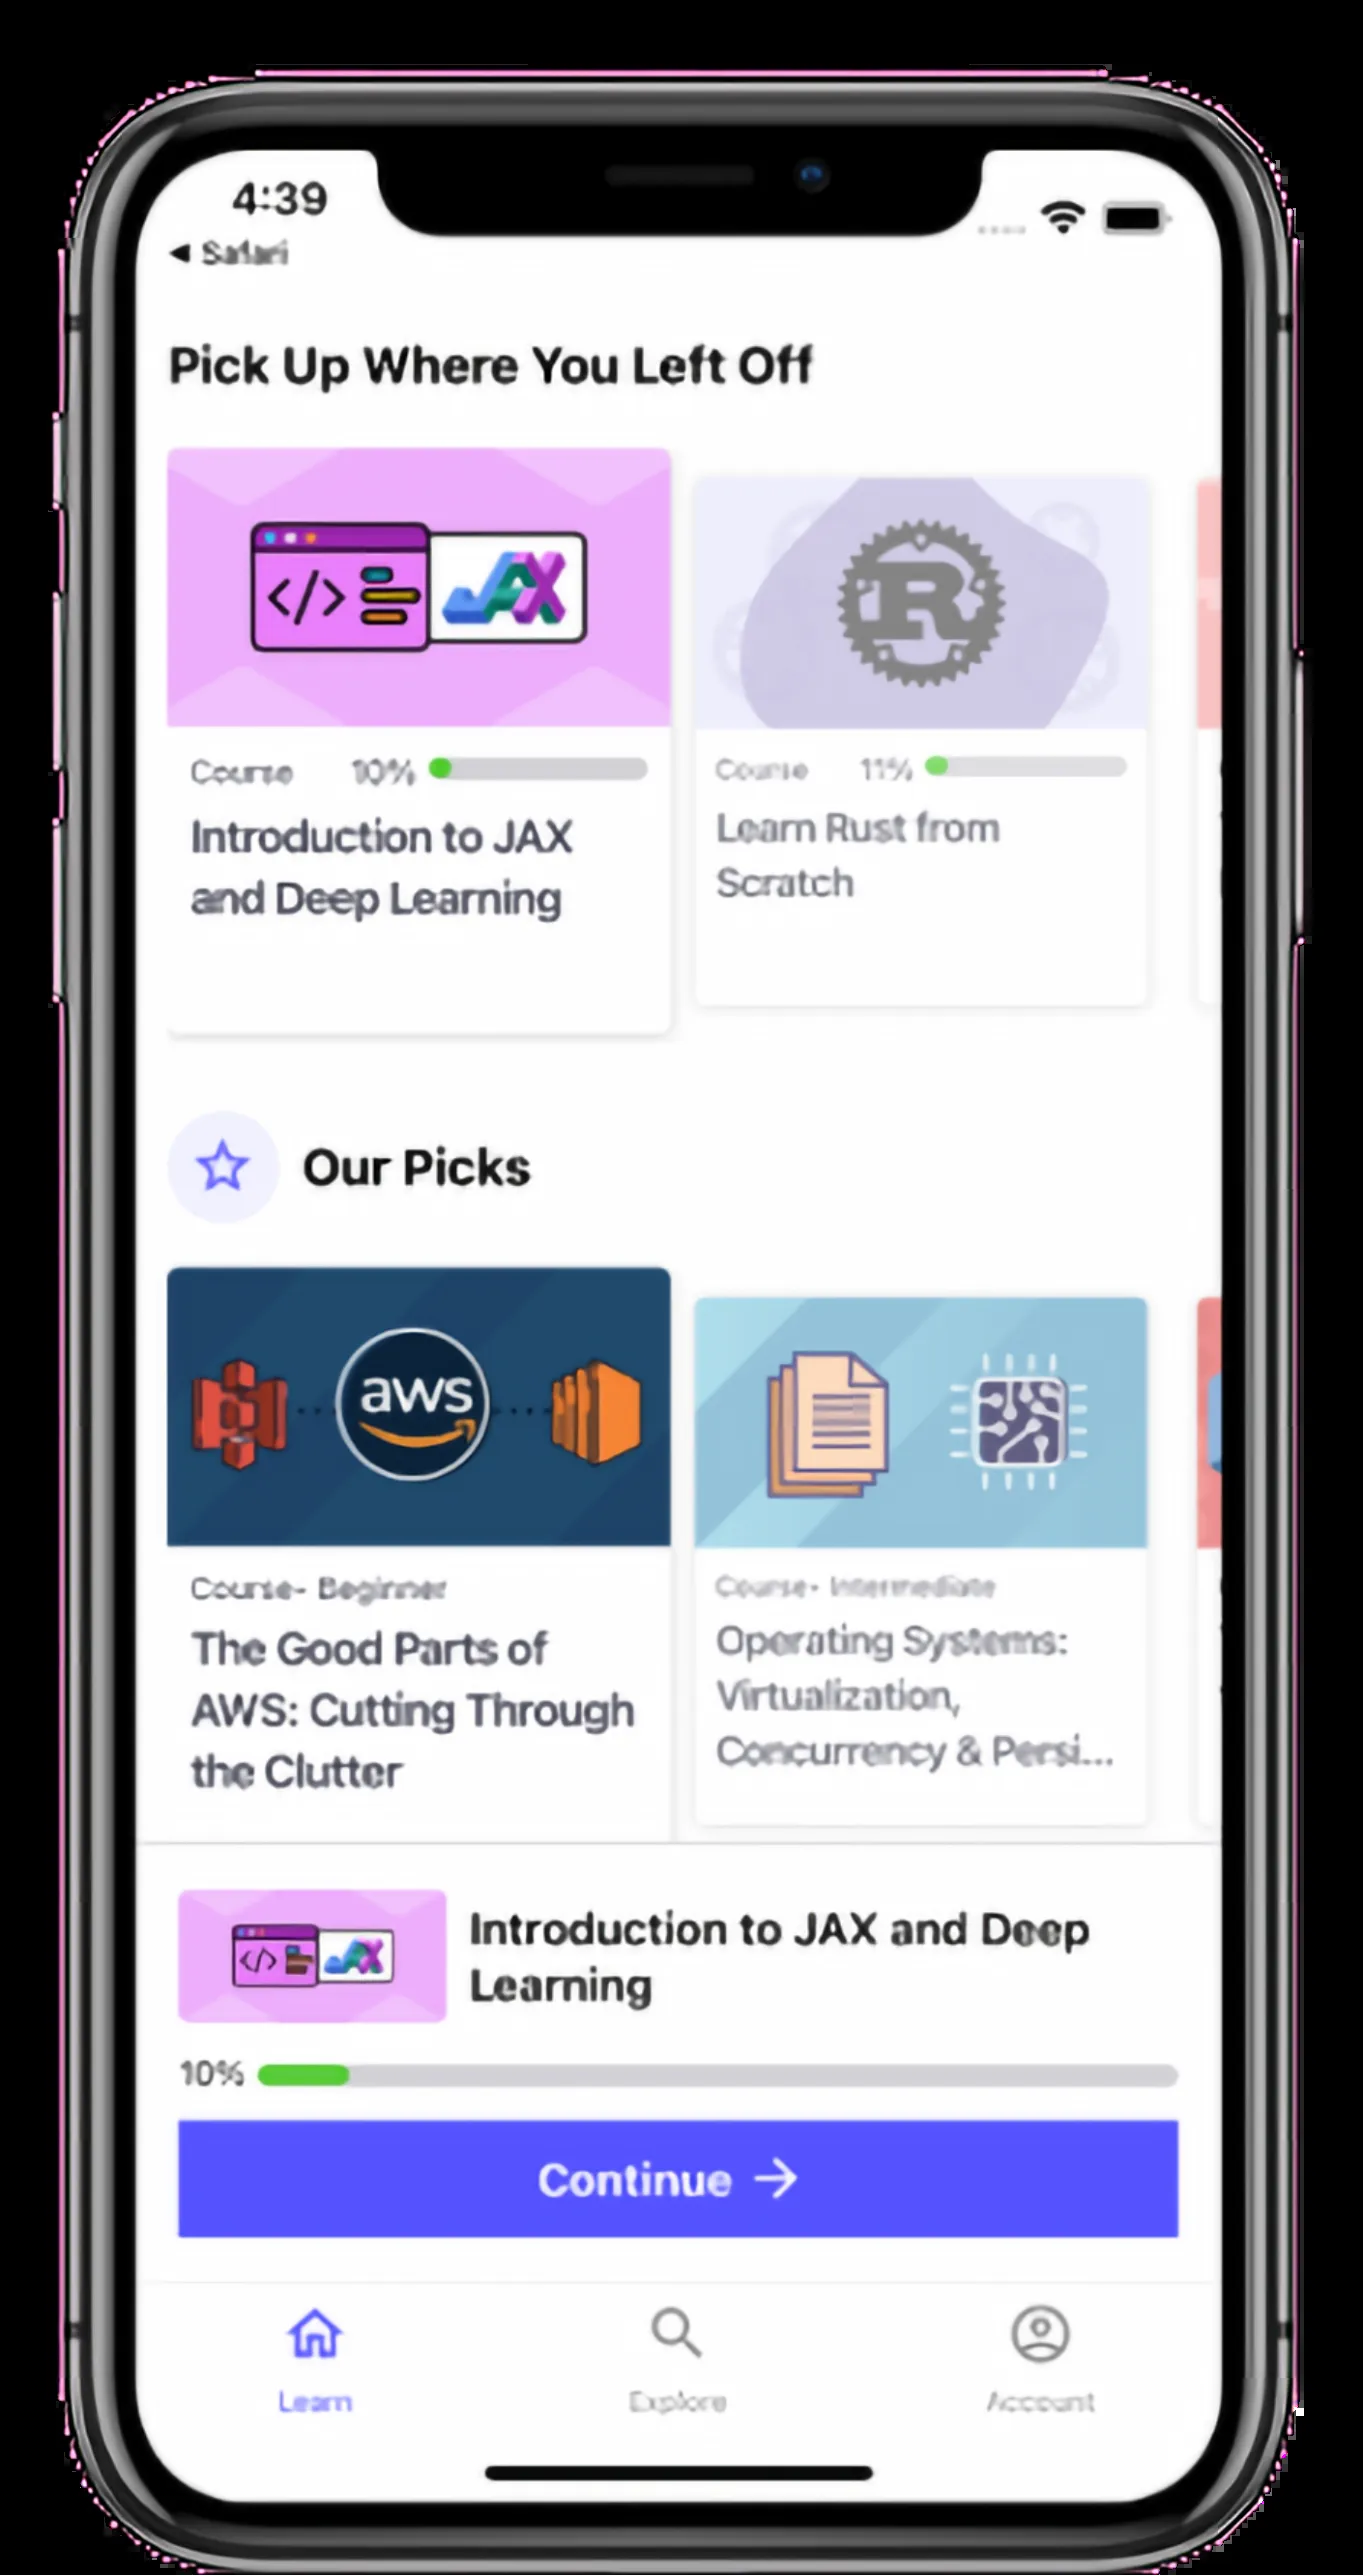 4:39
Safari
Pick Up Where You Left Off
</> JAX
R
Course 10%
Introduction to JAX
and Deep Learning
Course 11%
Learn Rust from
Scratch
Our Picks
aws
Course- Beginner
The Good Parts of
AWS: Cutting Through
the Clutter
Course- Intermediate
Operating Systems:
Virtualization,
Concurrency & Persi...
</> JAX
Introduction to JAX and Deep
Learning
10%
Continue →
Learn
Explore
Account